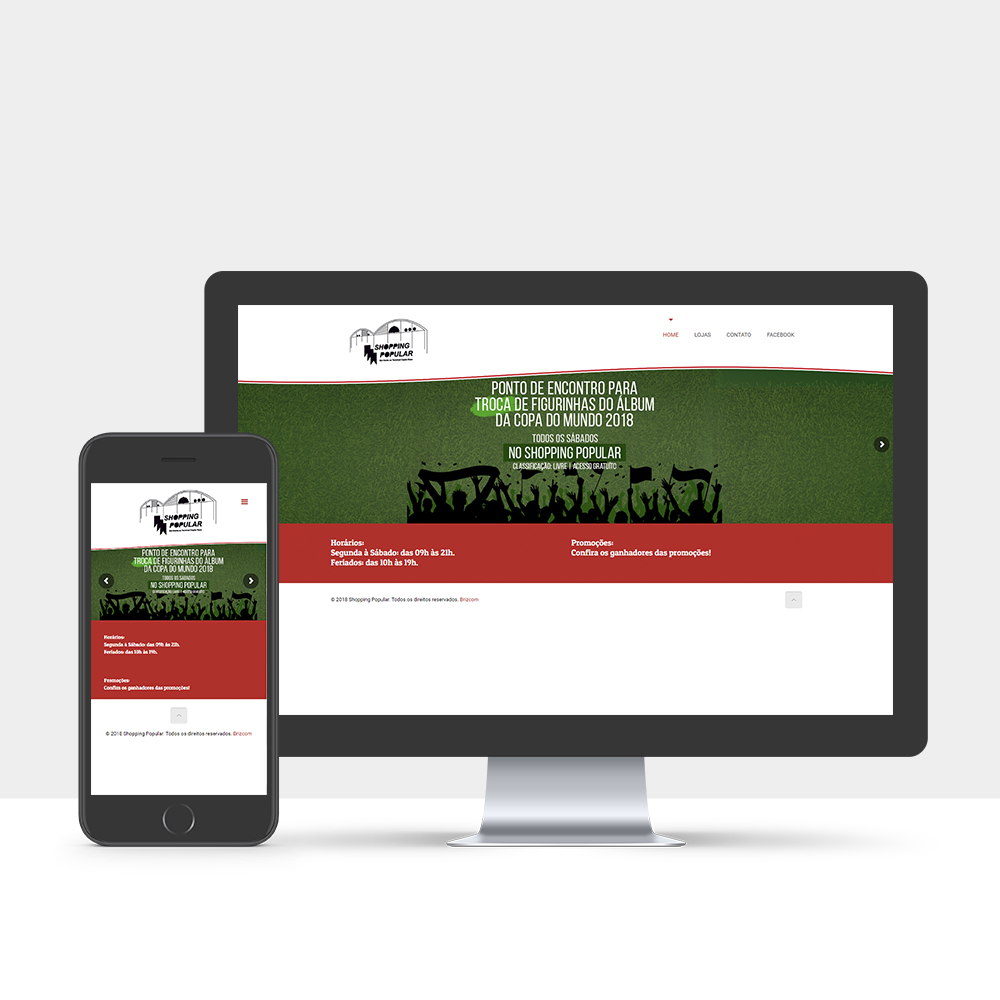 SHOPPING
POPULAR
HOME
LOJAS
CONTATO
FACEBOOK
PONTO DE ENCONTRO PARA
TROCA DE FIGURINHAS DO ÁLBUM
DA COPA DO MUNDO 2018
TODOS OS SÁBADOS
NO SHOPPING POPULAR
CLASSIFICAÇÃO: LIVRE | ACESSO GRATUÍTO
Horários:
Segunda à Sábado: das 09h às 21h.
Feriados: das 10h às 19h.
Promoções:
Confira os ganhadores das promoções!
© 2018 Shopping Popular. Todos os direitos reservados. Brizcom
SHOPPING
POPULAR
PONTO DE ENCONTRO PARA
TROCA DE FIGURINHAS DO ÁLBUM
DA COPA DO MUNDO 2018
TODOS OS SÁBADOS
NO SHOPPING POPULAR
CLASSIFICAÇÃO: LIVRE | ACESSO GRATUÍTO
Horários:
Segunda à Sábado: das 09h às 21h.
Feriados: das 10h às 19h.
Promoções:
Confira os ganhadores das promoções!
© 2018 Shopping Popular. Todos os direitos reservados. Brizcom